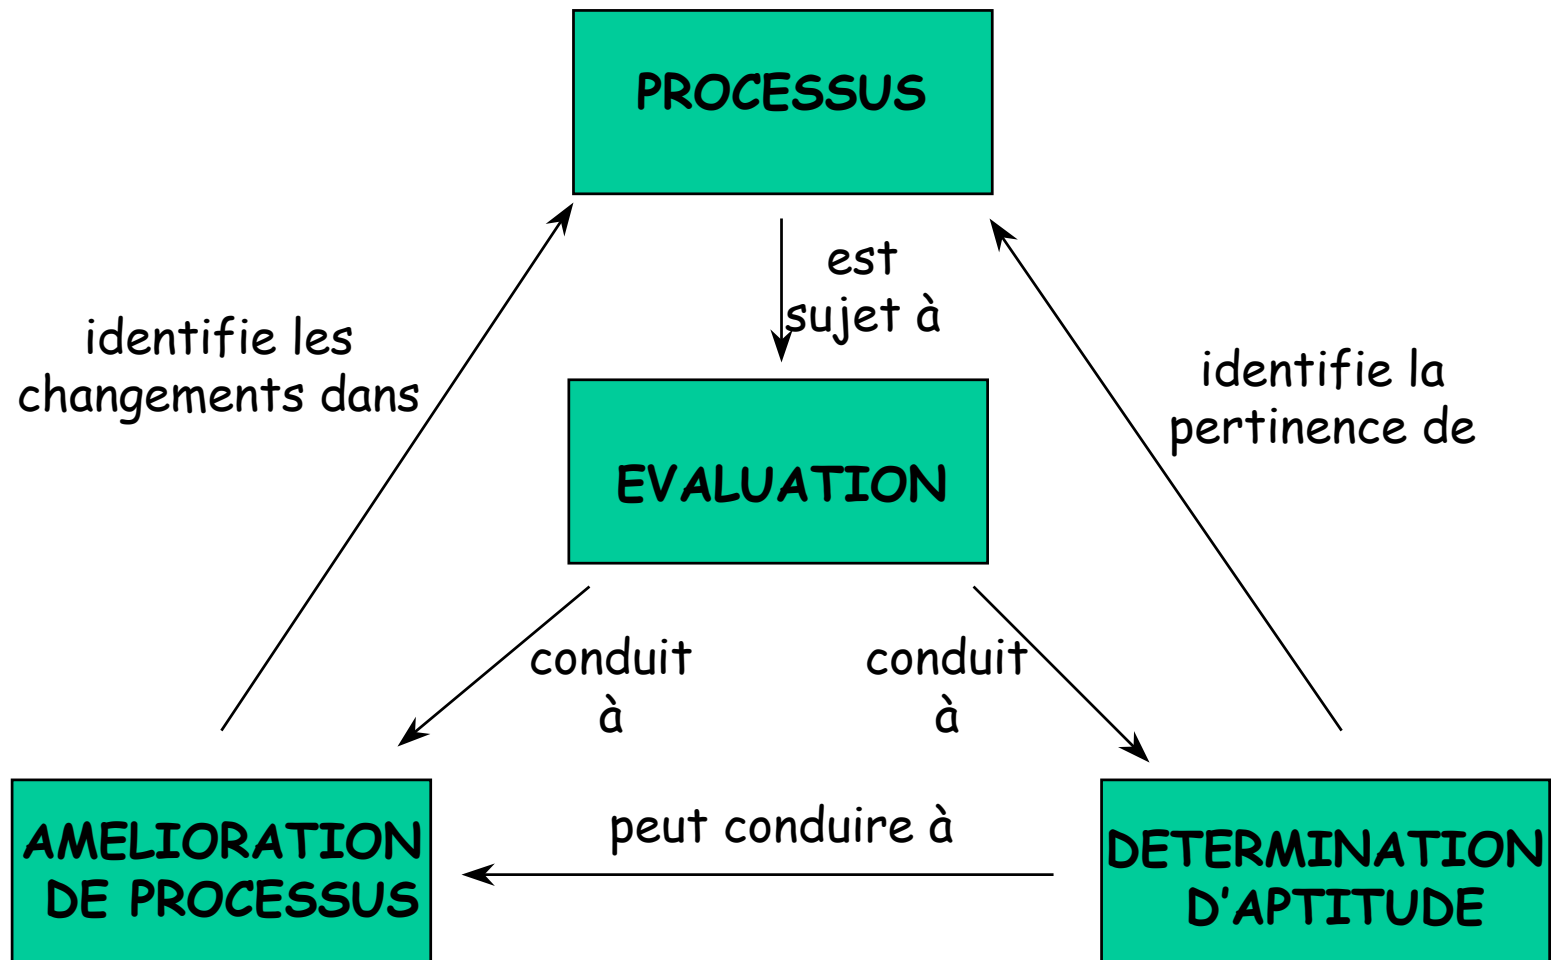 PROCESSUS
est
sujet à
identifie les
changements dans
identifie la
pertinence de
EVALUATION
conduit
à
conduit
à
peut conduire à
AMELIORATION
DE PROCESSUS
DETERMINATION
D'APTITUDE